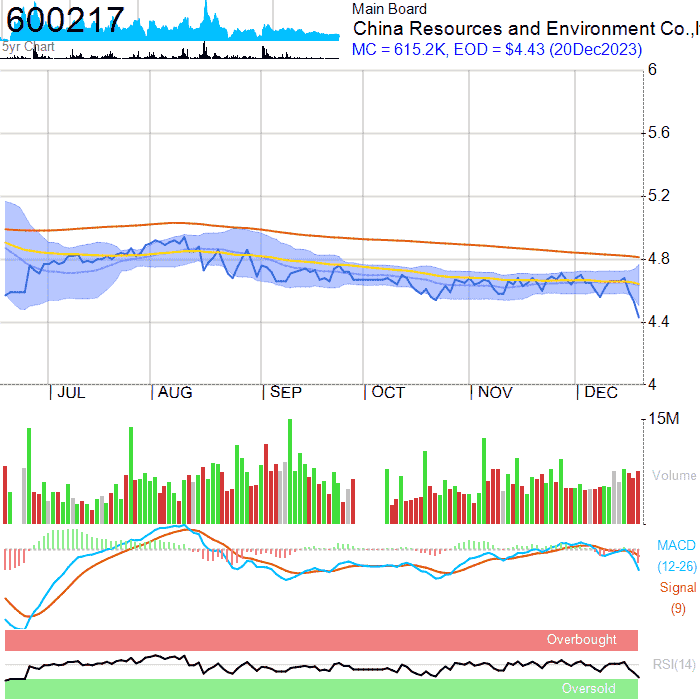 600217
5yr Chart
Main Board
China Resources and Environment Co.,l
MC = 615.2K, EOD = $4.43 (20Dec2023)
6
5.6
5.2
4.8
4.4
4
JUL AUG SEP OCT NOV DEC
15M
Volume
MACD
(12-26)
Signal
(9)
Overbought
RSI(14)
Oversold